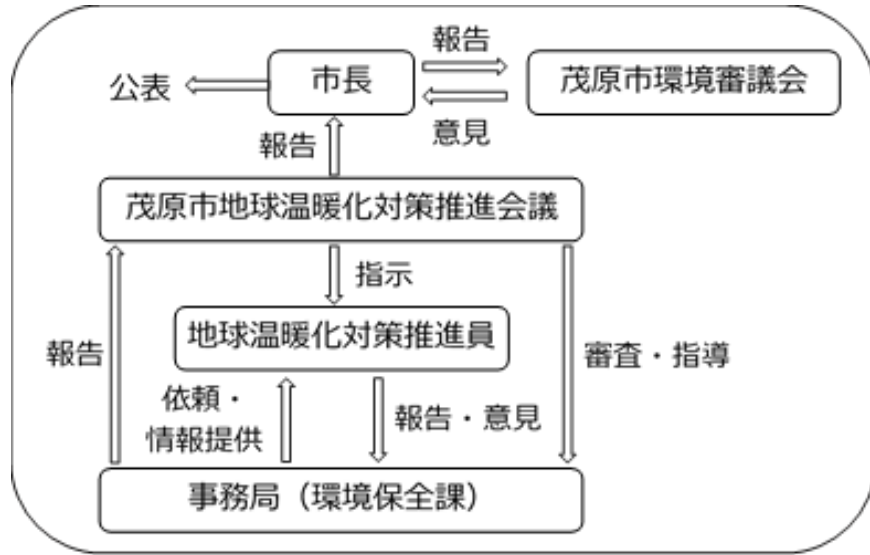 報告
公表
市長
茂原市環境審議会
意見
報告
茂原市地球温暖化対策推進会議
指示
地球温暖化対策推進員
報告
審査・指導
依頼・
情報提供
報告・意見
事務局（環境保全課）